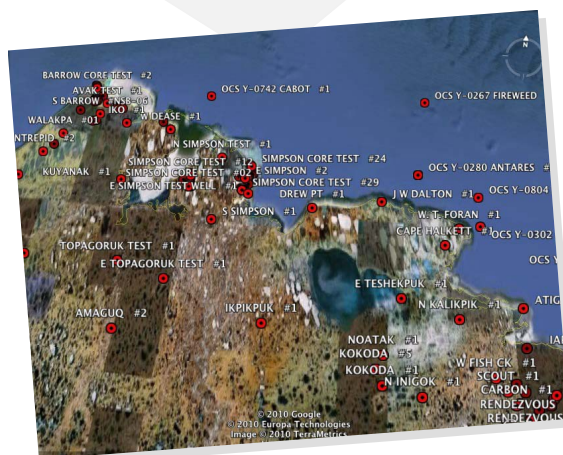 N
BARROW CORE TEST #2
OCS Y-0742 CABOT #1
AVAK TEST #1
S BARROW NSB-06
IKO #1
OCS Y-0267 FIREWEED
WALAKPA #01
W DEASE #1
NTREPID #2
N SIMPSON TEST #1
SIMPSON CORE TEST #12
SIMPSON CORE TEST #24
KUYANAK #1
SIMPSON CORE TEST #02
E SIMPSON #2
OCS Y-0280 ANTARES #
E SIMPSON TEST WELL #1
SIMPSON CORE TEST #29
DREW PT #1
J W DALTON #1
OCS Y-0804
S SIMPSON #1
W. T. FORAN #1
CAPE HALKETT #1
OCS Y-0302
TOPAGORUK TEST #1
OCS Y
E TOPAGORUK TEST #1
E TESHEKPUK #1
ATIG
N KALIKPIK #1
IKPIKPUK #1
AMAGUQ #2
NOATAK #1
KOKODA #5
W FISH CK #1
KOKODA #1
SCOUT #1
N INIGOK #1
CARBON #1
RENDEZVOUS
RENDEZVOUS
© 2010 Google
© 2010 Europa Technologies
Image © 2010 TerraMetrics